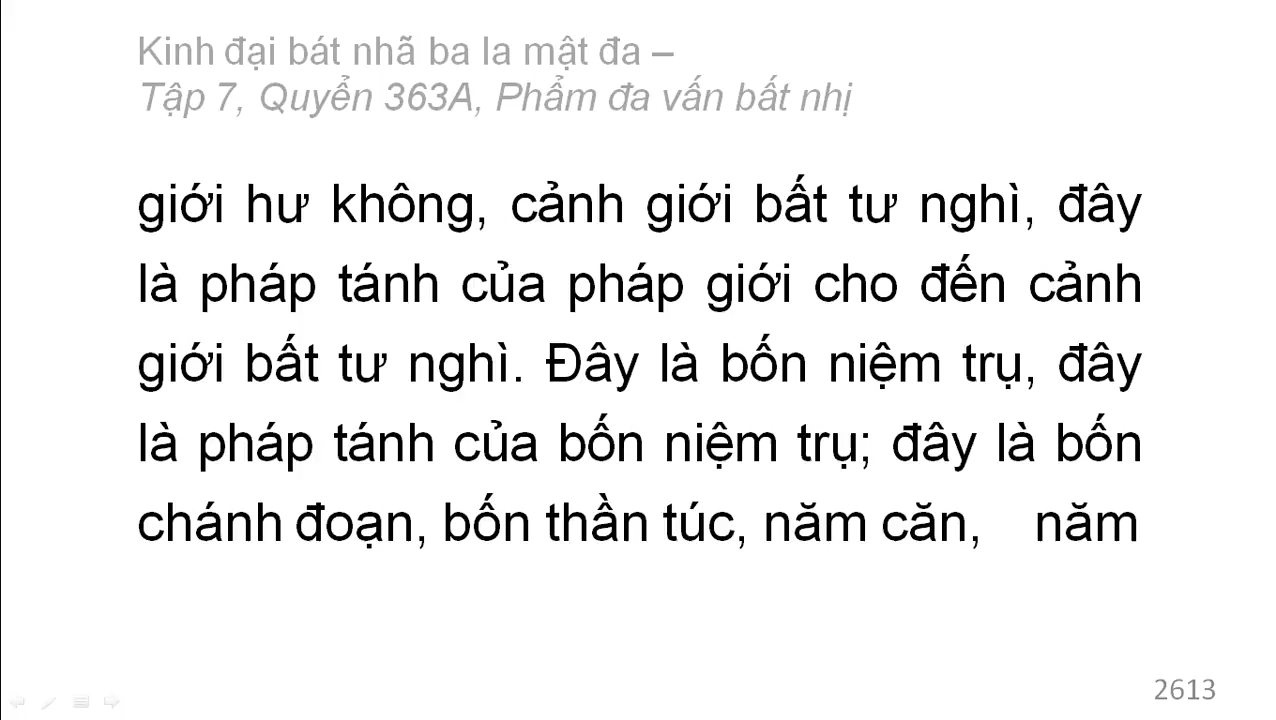 Kinh đại bát nhã ba la mật đa –
Tập 7, Quyển 363A, Phẩm đa vấn bất nhị
giới hư không, cảnh giới bất tư nghì, đây
là pháp tánh của pháp giới cho đến cảnh
giới bất tư nghì. Đây là bốn niệm trụ, đây
là pháp tánh của bốn niệm trụ; đây là bốn
chánh đoạn, bốn thần túc, năm căn, năm
2613